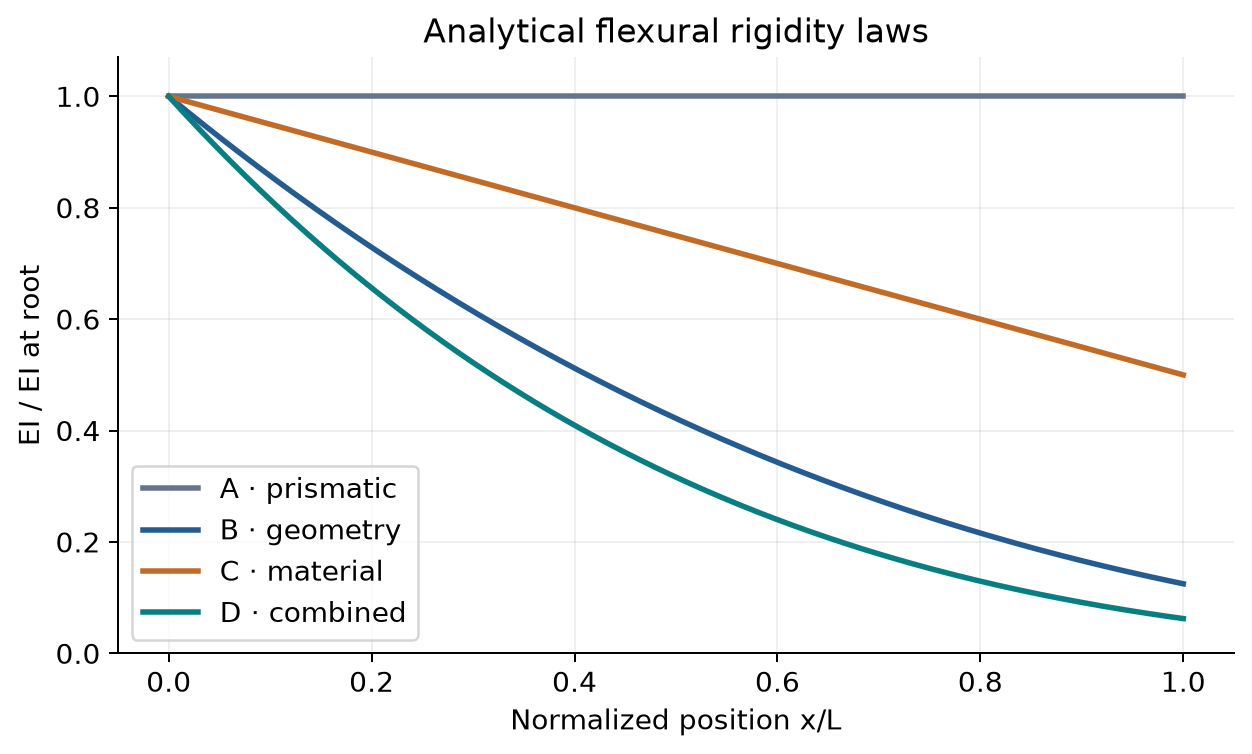 Analytical flexural rigidity laws
EI / EI at root
1.0
0.8
0.6
0.4
0.2
0.0
A · prismatic
B · geometry
C · material
D · combined
0.0 0.2 0.4 0.6 0.8 1.0
Normalized position x/L